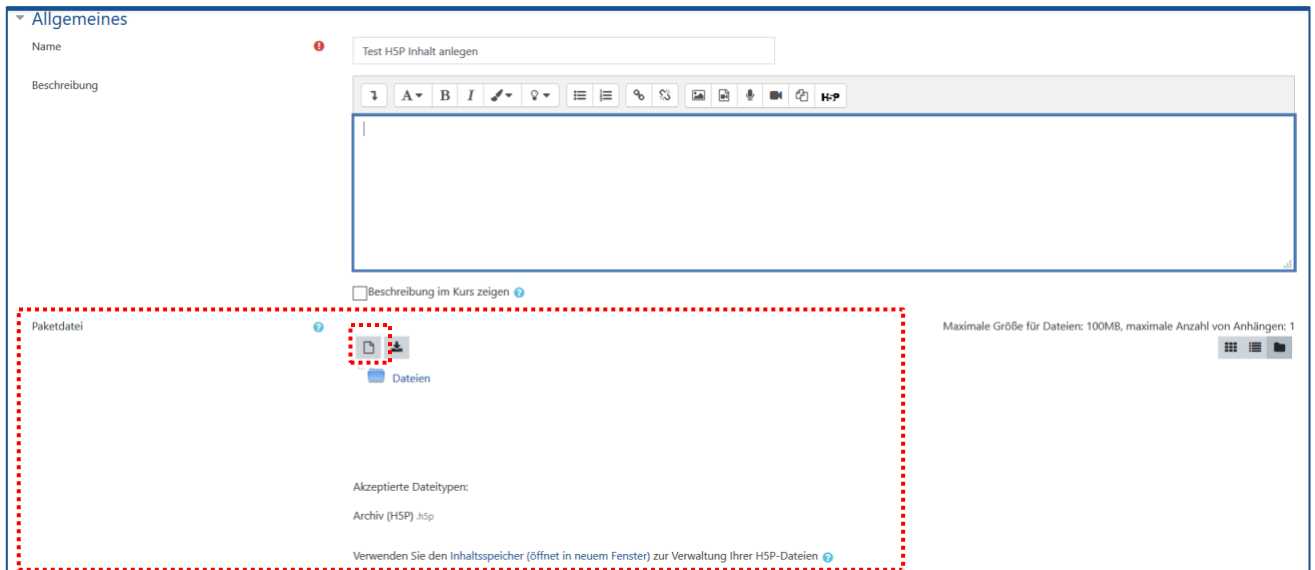 Allgemeines
Name
Test H5P Inhalt anlegen
Beschreibung
A B I H-P
Beschreibung im Kurs zeigen
Paketdatei
Maximale Größe für Dateien: 100MB, maximale Anzahl von Anhängen: 1
Dateien
Akzeptierte Dateitypen:
Archiv (H5P) .h5p
Verwenden Sie den Inhaltsspeicher (öffnet in neuem Fenster) zur Verwaltung Ihrer H5P-Dateien